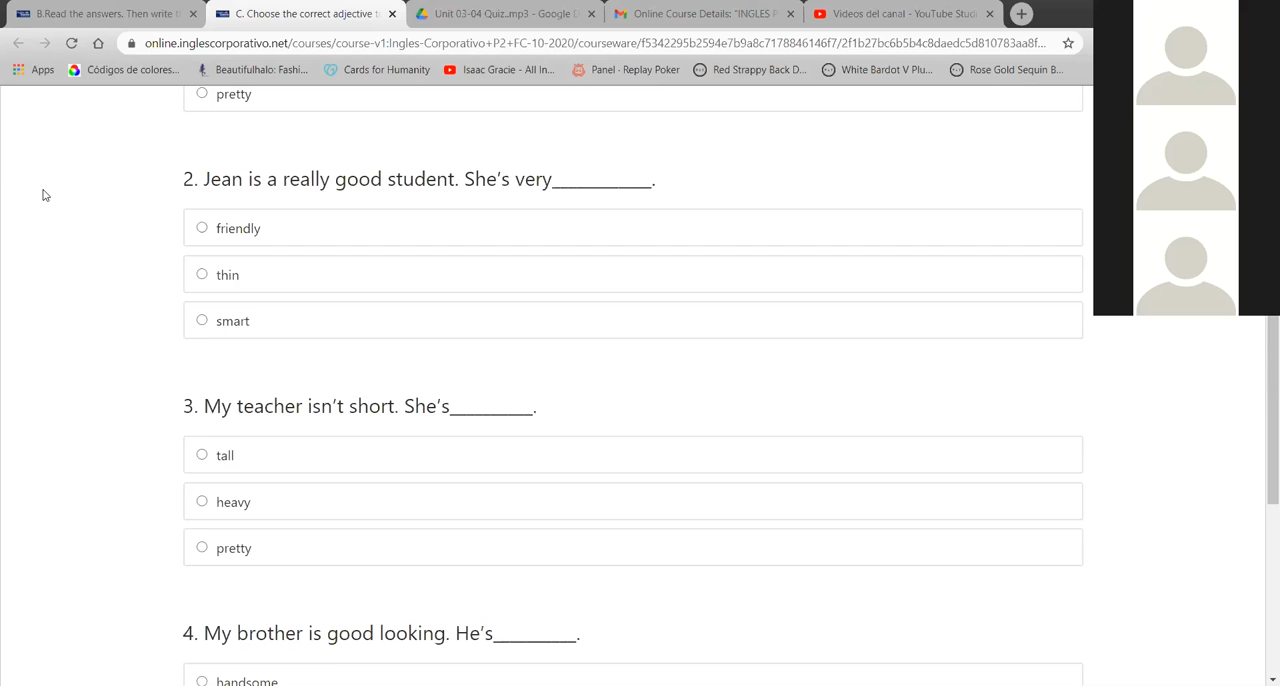 B.Read the answers. Then write t
C. Choose the correct adjective t
Unit 03-04 Quiz..mp3 - Google D
Online Course Details: "INGLES P
Videos del canal - YouTube Stud
online.inglescorporativo.net/courses/course-v1:Ingles-Corporativo+P2+FC-10-2020/courseware/f5342295b2594e7b9a8c7178846146f7/2f1b27bc6b5b4c8daedc5d810783aa8f...
Apps
Códigos de colores...
Beautifulhalo: Fashi...
Cards for Humanity
Isaac Gracie - All In...
Panel · Replay Poker
Red Strappy Back D...
White Bardot V Plu...
Rose Gold Sequin B...
pretty
2. Jean is a really good student. She's very____________.
friendly
thin
smart
3. My teacher isn't short. She's__________.
tall
heavy
pretty
4. My brother is good looking. He's__________.
handsome